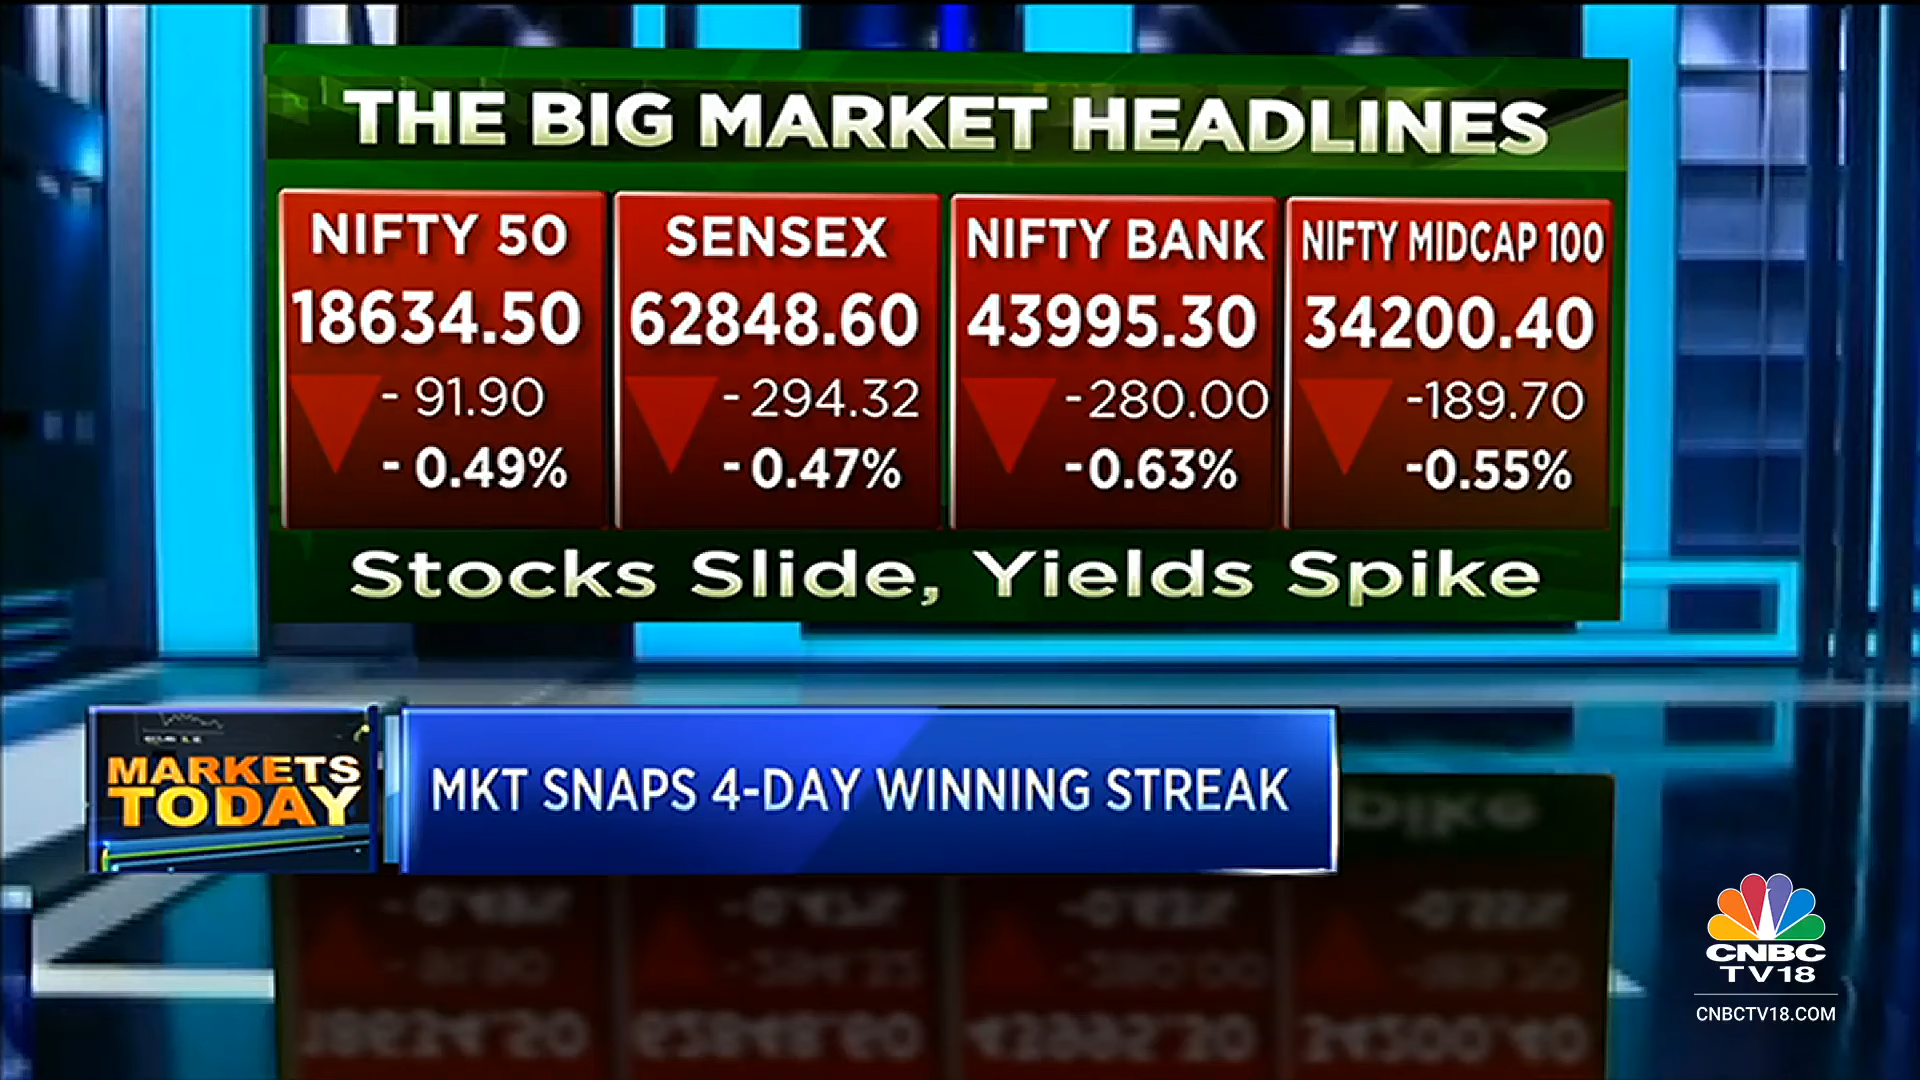 THE BIG MARKET HEADLINES
NIFTY 50
18634.50
- 91.90
- 0.49%
SENSEX
62848.60
-294.32
-0.47%
NIFTY BANK
43995.30
-280.00
-0.63%
NIFTY MIDCAP 100
34200.40
-189.70
-0.55%
Stocks Slide, Yields Spike
MARKETS
TODAY
MKT SNAPS 4-DAY WINNING STREAK
CNBC
TV18
CNBCTV18.COM